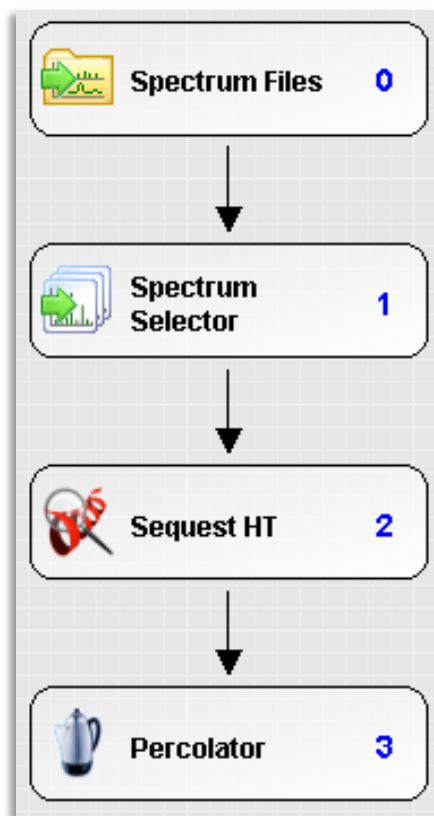 Spectrum Files 0
Spectrum
Selector 1
Sequest HT 2
Percolator 3